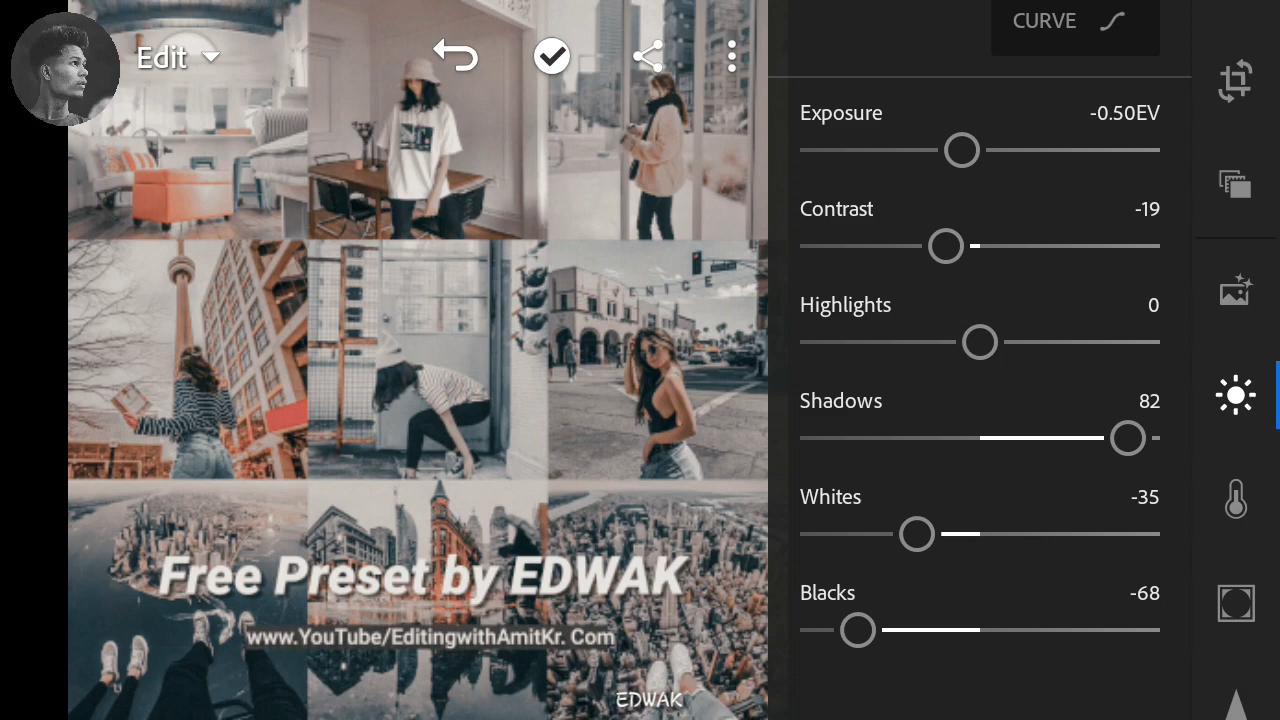 Edit
CURVE
Exposure -0.50EV
Contrast -19
Highlights 0
Shadows 82
Whites -35
Blacks -68
VENICE
Free Preset by EDWAK
www.YouTube/EditingwithAmitKr. Com
EDWAK